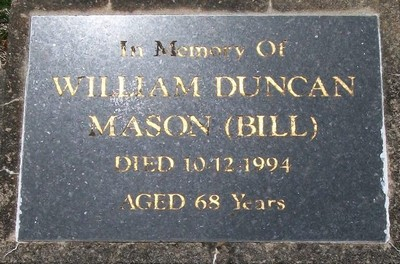 In Memory Of
WILLIAM DUNCAN
MASON (BILL)
DIED 10.12.1994
AGED 68 Years